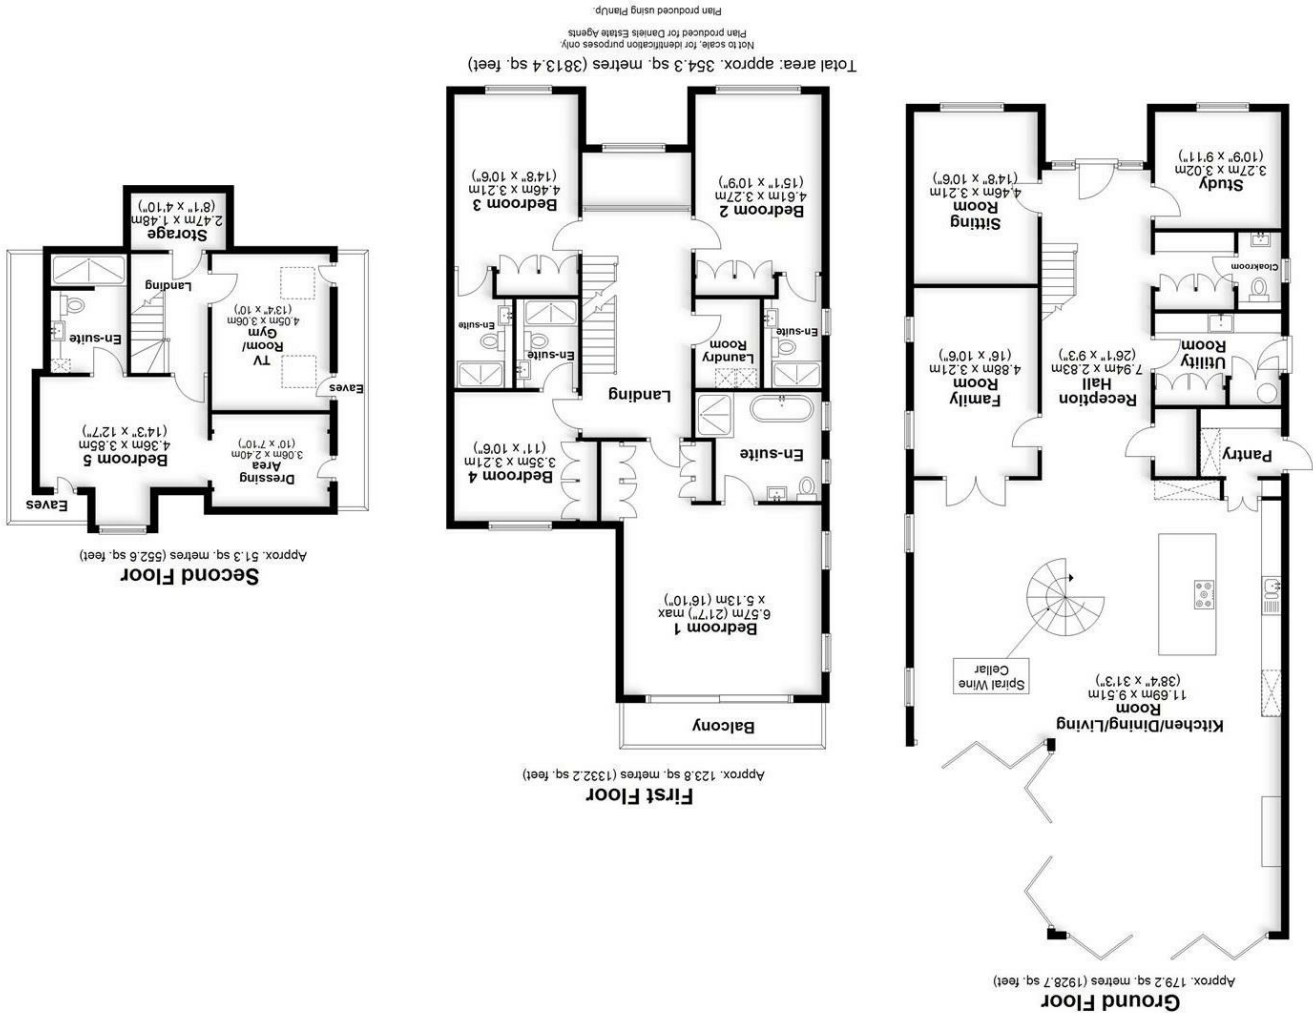 Ground Floor
Approx. 179.2 sq. metres (1928.7 sq. feet)
Kitchen/Dining/Living
Room
11.69m x 9.51m
(38'4" x 31'3")
Spiral Wine
Cellar
Pantry
Family
Room
4.88m x 3.21m
(16' x 10'6")
Reception
Hall
7.94m x 2.83m
(26'1" x 9'3")
Utility
Room
Cloakroom
Sitting
Room
4.46m x 3.21m
(14'8" x 10'6")
Study
3.27m x 3.02m
(10'9" x 9'11")
First Floor
Approx. 123.8 sq. metres (1332.2 sq. feet)
Balcony
Bedroom 1
6.57m (21'7") max
x 5.13m (16'10")
En-suite
Bedroom 4
3.35m x 3.21m
(11' x 10'6")
Landing
Laundry
Room
En-suite
En-suite
En-suite
Bedroom 2
4.61m x 3.27m
(15'1" x 10'9")
Bedroom 3
4.46m x 3.21m
(14'8" x 10'6")
Second Floor
Approx. 51.3 sq. metres (552.6 sq. feet)
Eaves
Dressing
Area
3.06m x 2.40m
(10' x 7'10")
Bedroom 5
4.36m x 3.85m
(14'3" x 12'7")
Eaves
TV
Room/
Gym
4.05m x 3.06m
(13'4" x 10')
En-suite
Landing
Storage
2.47m x 1.48m
(8'1" x 4'10")
Total area: approx. 354.3 sq. metres (3813.4 sq. feet)
Not to scale, for identification purposes only.
Plan produced for Daniels Estate Agents
Plan produced using PlanUp.